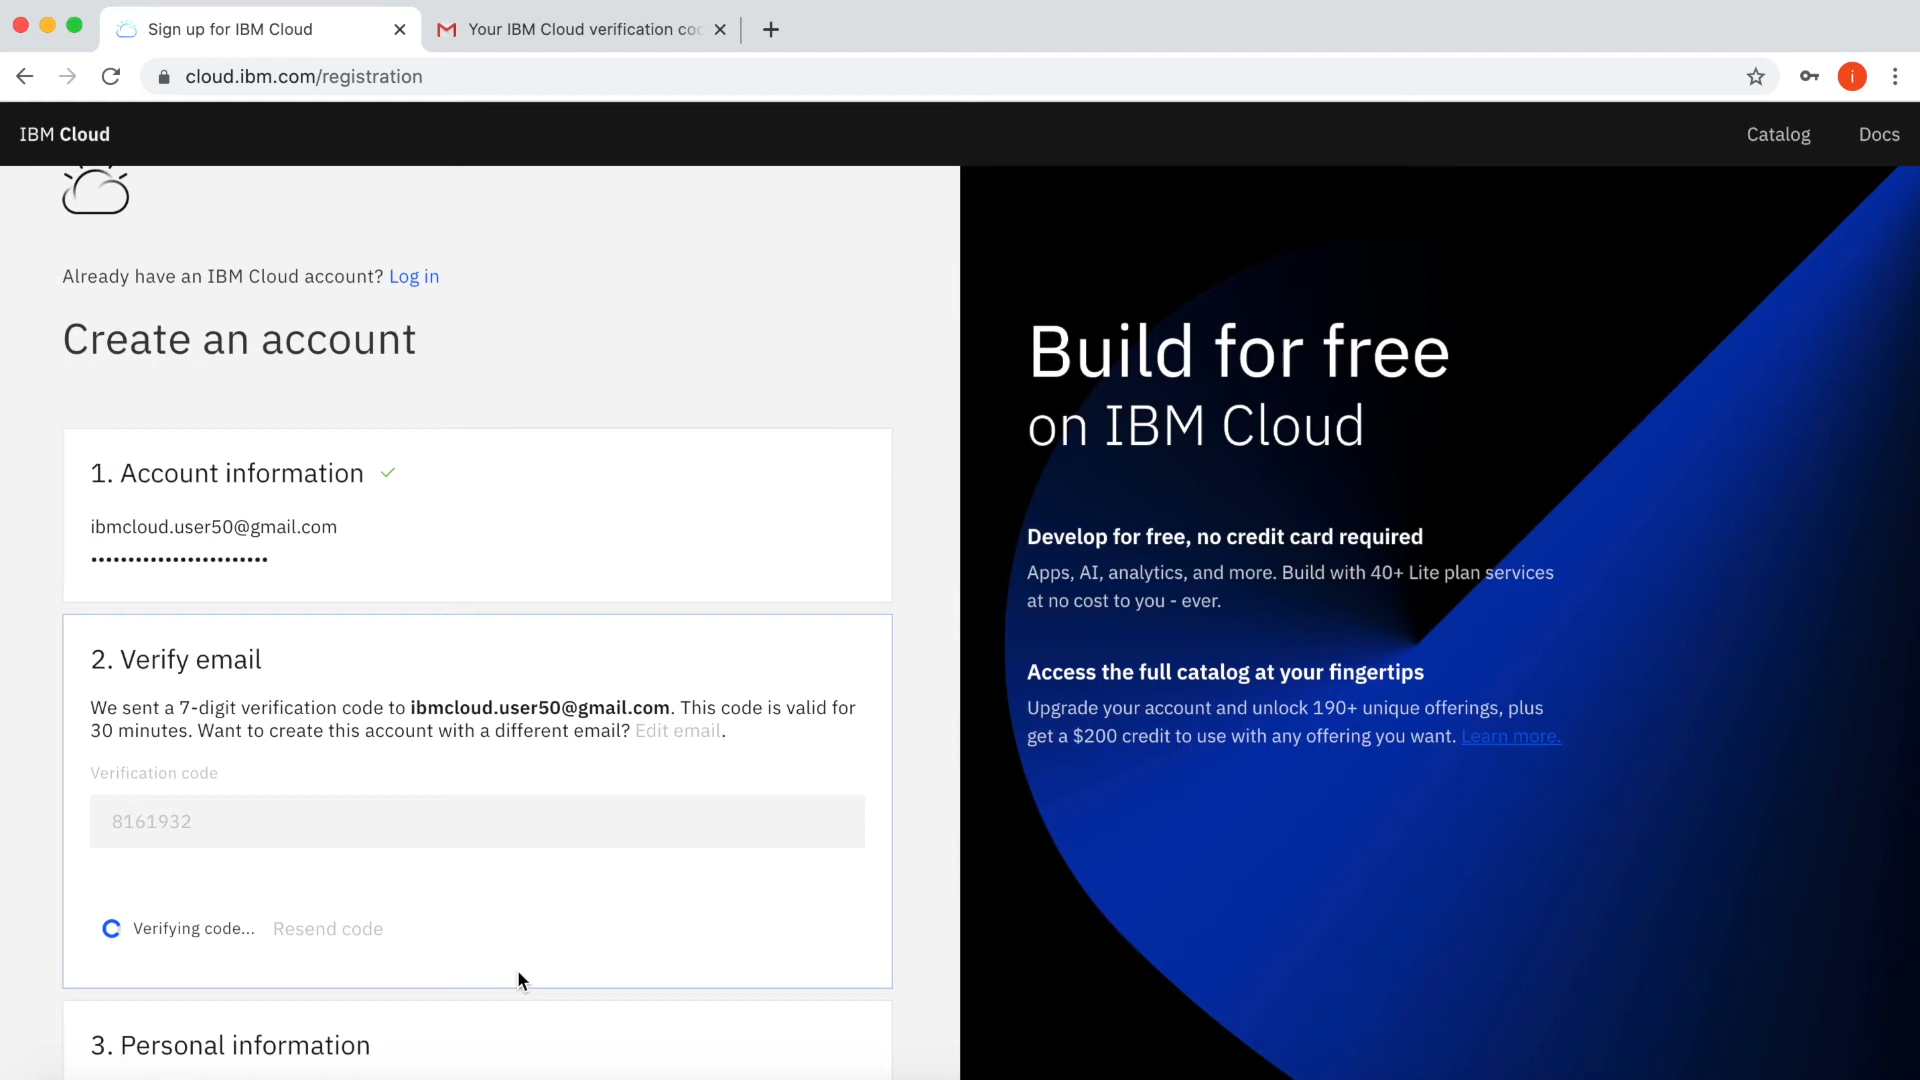 Sign up for IBM Cloud
Your IBM Cloud verification co
cloud.ibm.com/registration
i
IBM Cloud
Catalog
Docs
Already have an IBM Cloud account? Log in
Create an account
1. Account information
ibmcloud.user50@gmail.com
••••••••••••••••••••••••
2. Verify email
We sent a 7-digit verification code to ibmcloud.user50@gmail.com. This code is valid for
30 minutes. Want to create this account with a different email? Edit email.
Verification code
8161932
Verifying code... Resend code
3. Personal information
Build for free
on IBM Cloud
Develop for free, no credit card required
Apps, AI, analytics, and more. Build with 40+ Lite plan services
at no cost to you - ever.
Access the full catalog at your fingertips
Upgrade your account and unlock 190+ unique offerings, plus
get a $200 credit to use with any offering you want. Learn more.